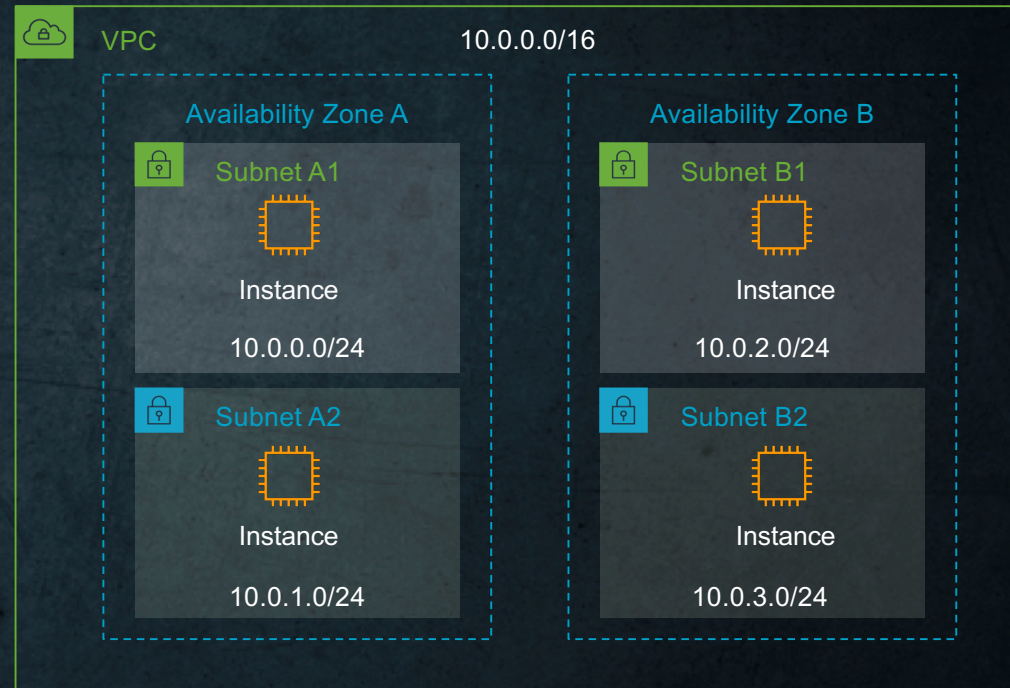 VPC
10.0.0.0/16
Availability Zone A
Subnet A1
Instance
10.0.0.0/24
Subnet A2
Instance
10.0.1.0/24
Availability Zone B
Subnet B1
Instance
10.0.2.0/24
Subnet B2
Instance
10.0.3.0/24